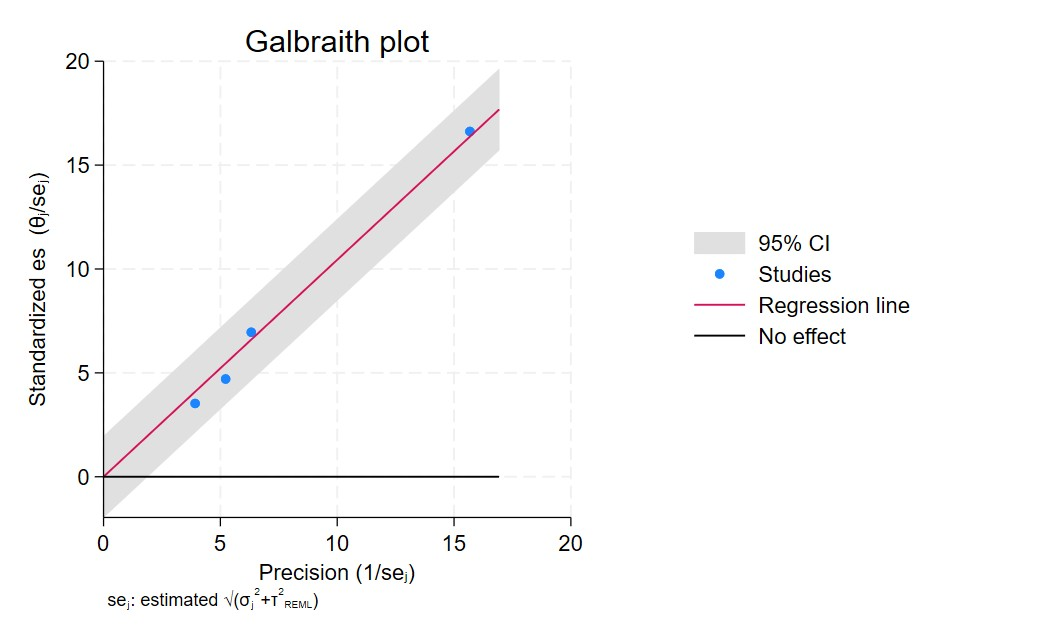 Galbraith plot
20
15
10
5
0
Standardized es (θⱼ/seⱼ)
0 5 10 15 20
Precision (1/seⱼ)
seⱼ: estimated √(σⱼ²+τ²REML)
95% CI
Studies
Regression line
No effect